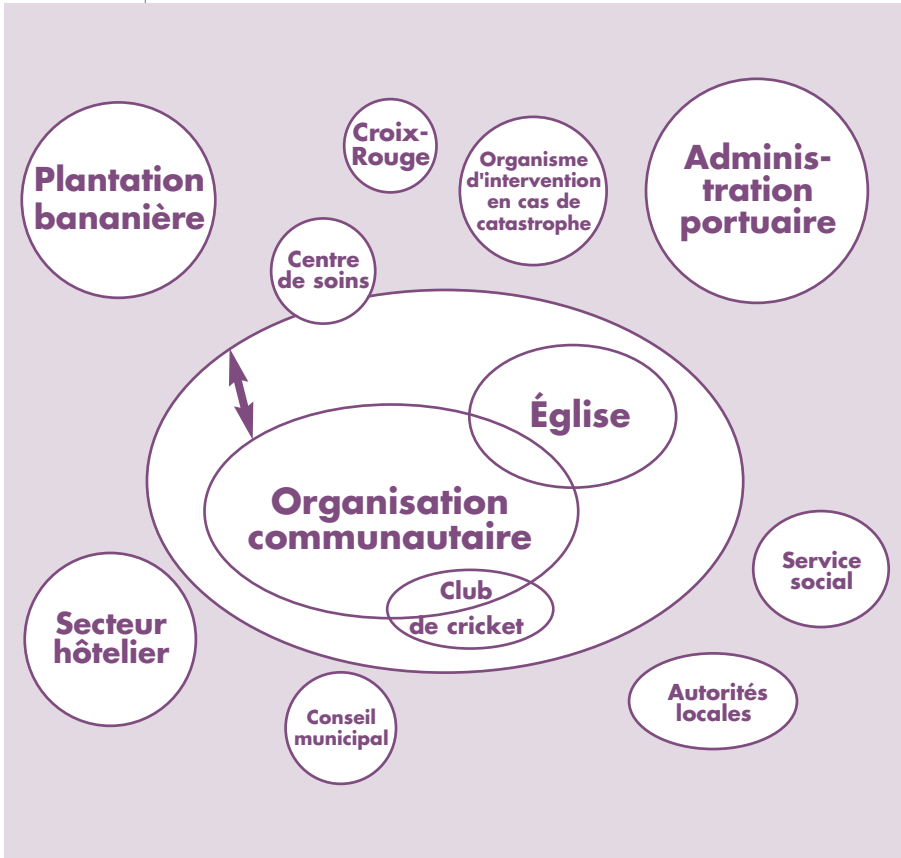 Croix-
Rouge
Plantation
bananière
Organisme
d'intervention
en cas de
catastrophe
Adminis-
tration
portuaire
Centre
de soins
Église
Organisation
communautaire
Club
de cricket
Service
social
Secteur
hôtelier
Autorités
locales
Conseil
municipal